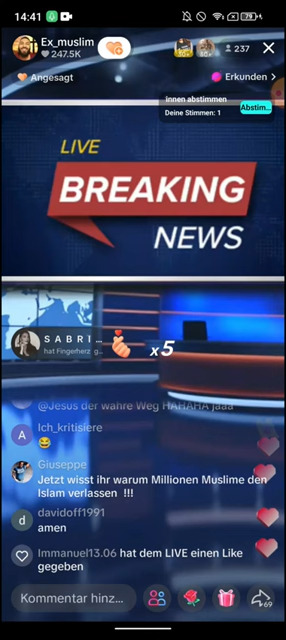 14:41
79
Ex_muslim
247.5K
237
Angesagt
Erkunden
innen abstimmen
Deine Stimmen: 1
Abstim...
LIVE
BREAKING
NEWS
S A B R I ...
hat Fingerherz g..
x5
@Jesus der wahre Weg HAHAHA jaaa
Ich_kritisiere
A
Giuseppe
Jetzt wisst ihr warum Millionen Muslime den
Islam verlassen !!!
davidoff1991
d
amen
Immanuel13.06 hat dem LIVE einen Like
gegeben
Kommentar hinz...
69